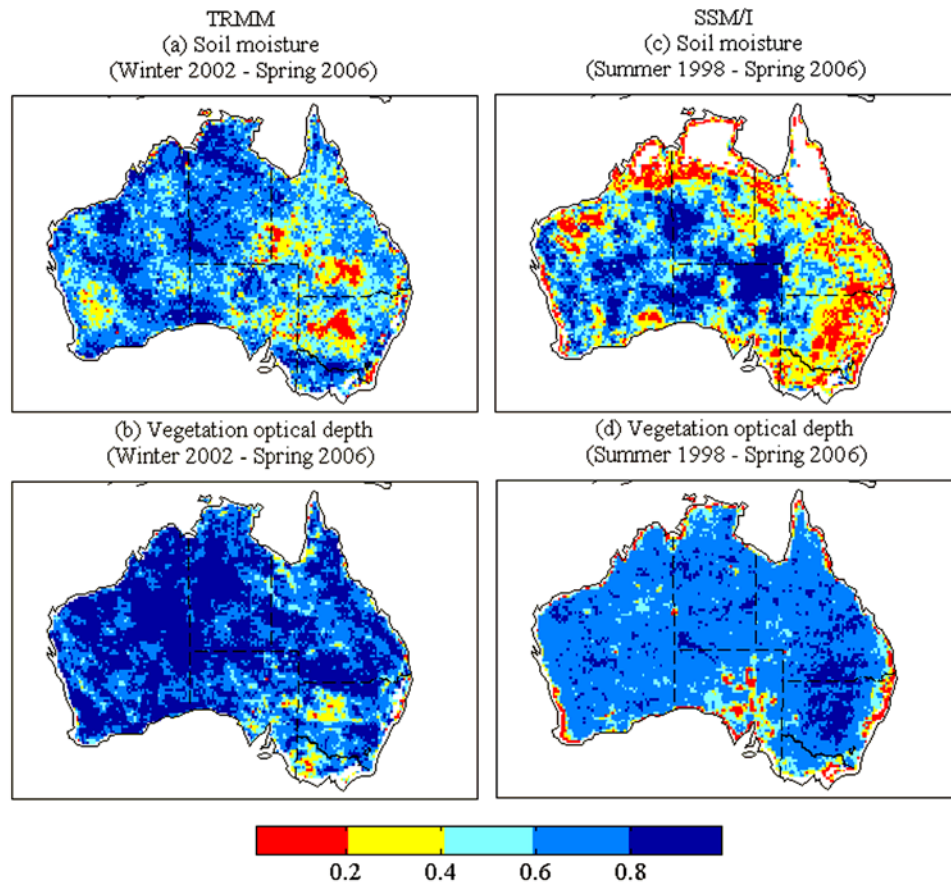 TRMM
(a) Soil moisture
(Winter 2002 - Spring 2006)
SSM/I
(c) Soil moisture
(Summer 1998 - Spring 2006)
(b) Vegetation optical depth
(Winter 2002 - Spring 2006)
(d) Vegetation optical depth
(Summer 1998 - Spring 2006)
0.2 0.4 0.6 0.8